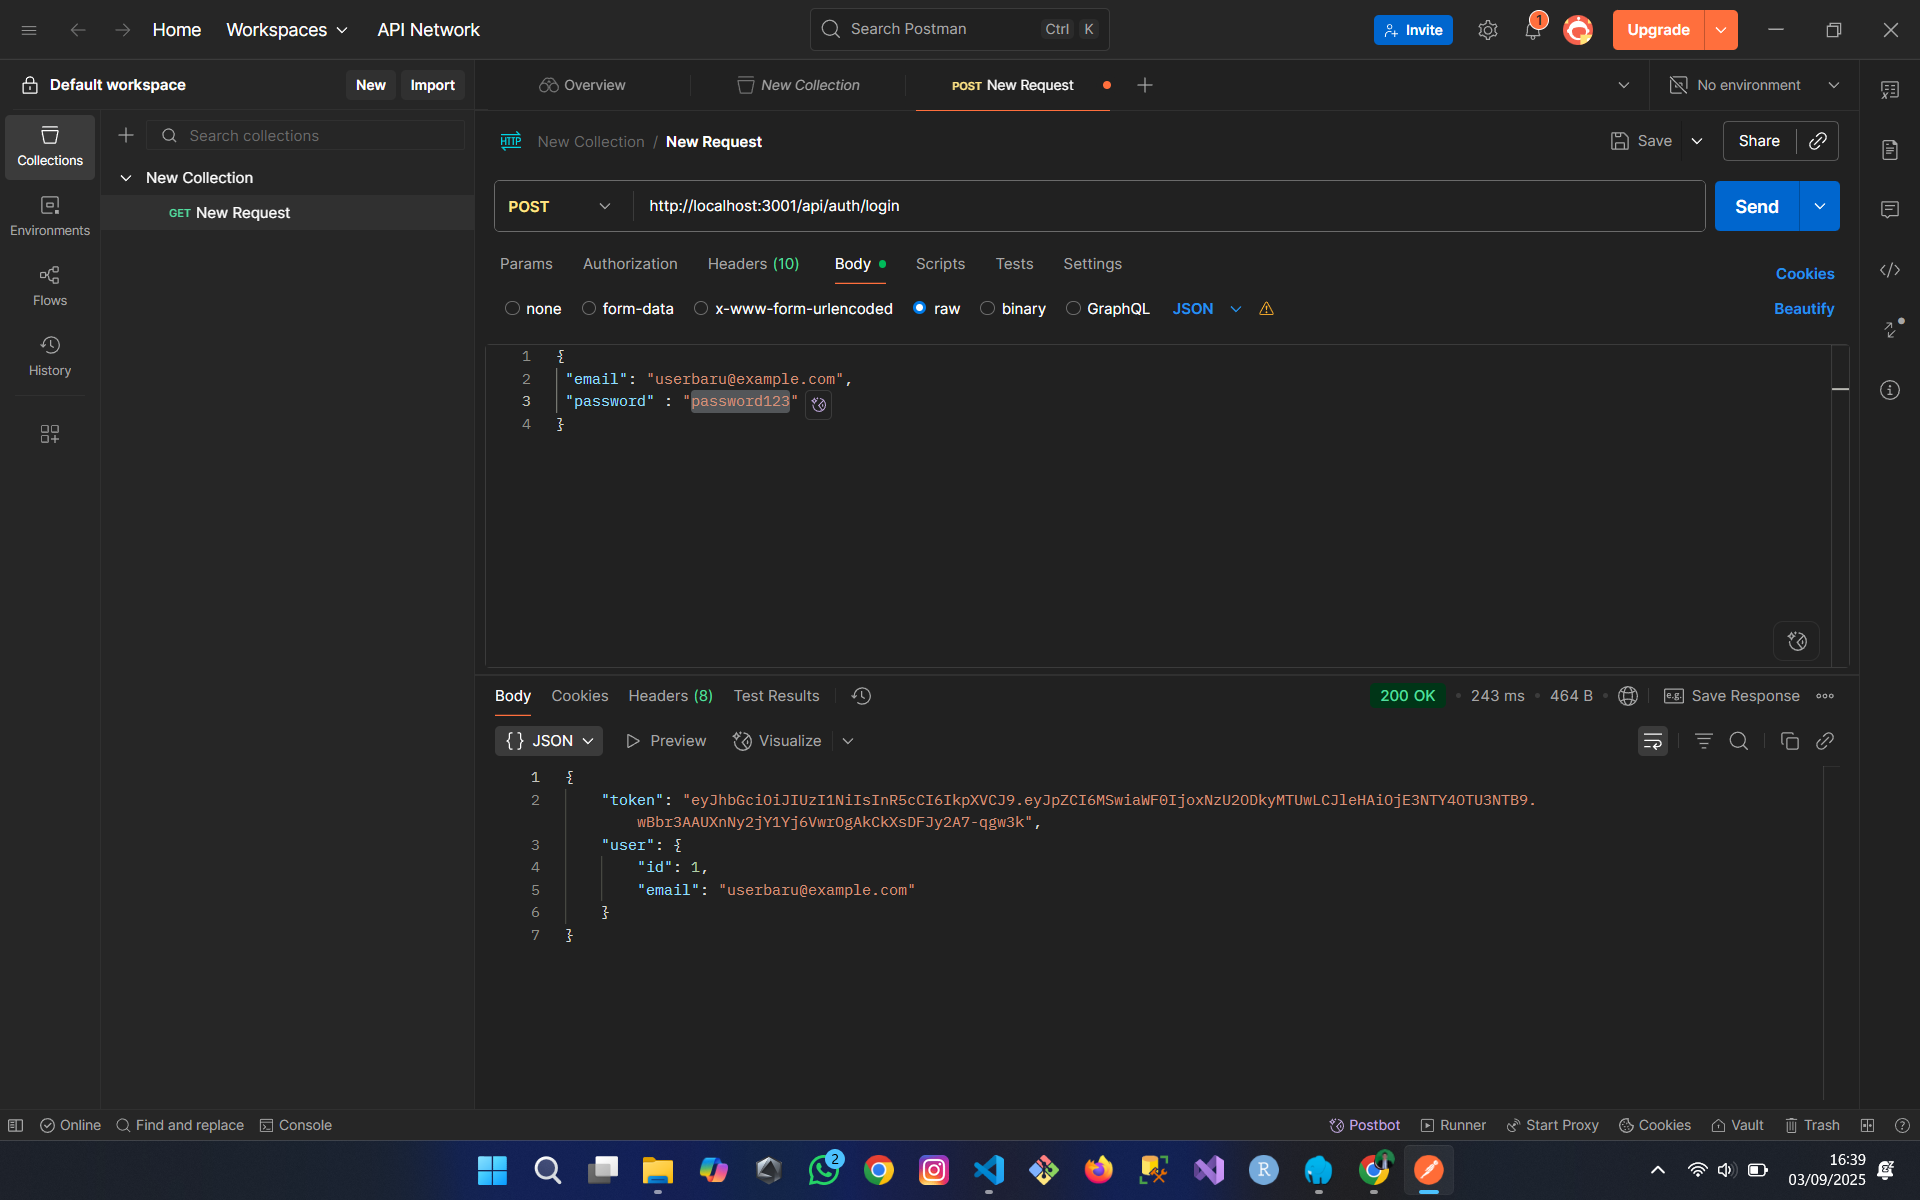 Home
Workspaces
API Network
Search Postman
Ctrl K
Invite
1
Upgrade
Default workspace
New
Import
Overview
New Collection
POST New Request
No environment
Collections
Search collections
New Collection
GET New Request
Environments
Flows
History
HTTP
New Collection / New Request
Save
Share
POST
http://localhost:3001/api/auth/login
Send
Params
Authorization
Headers (10)
Body
Scripts
Tests
Settings
Cookies
none
form-data
x-www-form-urlencoded
raw
binary
GraphQL
JSON
Beautify
1 {
2 "email": "userbaru@example.com",
3 "password" : "password123"
4 }
Body
Cookies
Headers (8)
Test Results
200 OK
243 ms
464 B
e.g.
Save Response
{} JSON
Preview
Visualize
1 {
2 "token": "eyJhbGciOiJIUzI1NiIsInR5cCI6IkpXVCJ9.eyJpZCI6MSwiaWF0IjoxNzU2ODkyMTUwLCJleHAiOjE3NTY4OTU3NTB9.
wBbr3AAUXnNy2jY1Yj6VwrOgAkCkXsDFJy2A7-qgw3k",
3 "user": {
4 "id": 1,
5 "email": "userbaru@example.com"
6 }
7 }
Online
Find and replace
Console
Postbot
Runner
Start Proxy
Cookies
Vault
Trash
2
R
16:39
03/09/2025